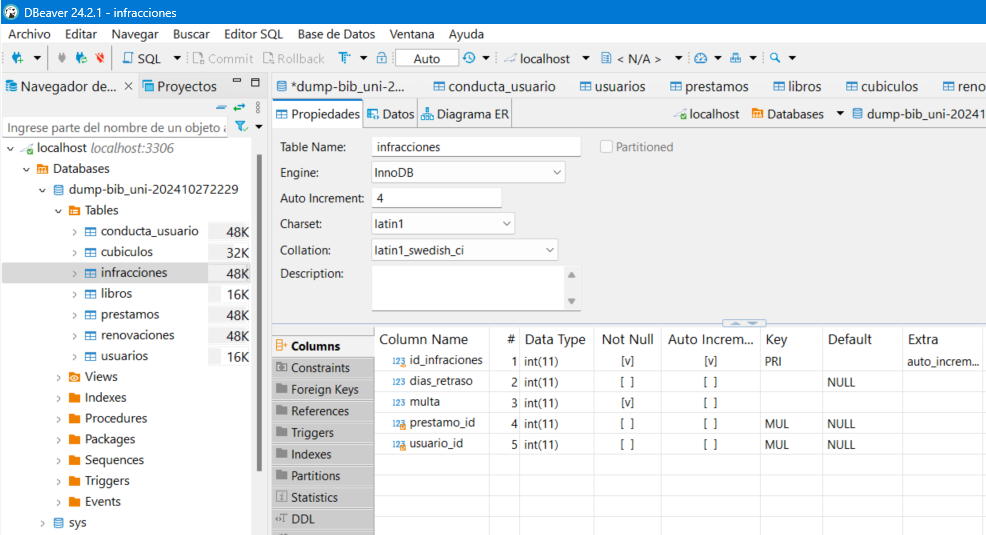 DBeaver 24.2.1 - infracciones
Archivo Editar Navegar Buscar Editor SQL Base de Datos Ventana Ayuda
SQL Commit Rollback Auto localhost < N/A >
Navegador de... Proyectos *dump-bib_uni-2... conducta_usuario usuarios prestamos libros cubiculos reno
Ingrese parte del nombre de un objeto a
localhost localhost:3306
Databases
dump-bib_uni-202410272229
Tables
conducta_usuario 48K
cubiculos 32K
infracciones 48K
libros 16K
prestamos 48K
renovaciones 48K
usuarios 16K
Views
Indexes
Procedures
Packages
Sequences
Triggers
Events
sys
Propiedades Datos Diagrama ER localhost Databases dump-bib_uni-20241
Table Name: infracciones Partitioned
Engine: InnoDB
Auto Increment: 4
Charset: latin1
Collation: latin1_swedish_ci
Description:
Columns
Constraints
Foreign Keys
References
Triggers
Indexes
Partitions
Statistics
DDL
Column Name # Data Type Not Null Auto Increm... Key Default Extra
123 id_infraciones 1 int(11) [v] [v] PRI auto_increm...
123 dias_retraso 2 int(11) [ ] [ ] NULL
123 multa 3 int(11) [v] [ ]
123 prestamo_id 4 int(11) [ ] [ ] MUL NULL
123 usuario_id 5 int(11) [ ] [ ] MUL NULL